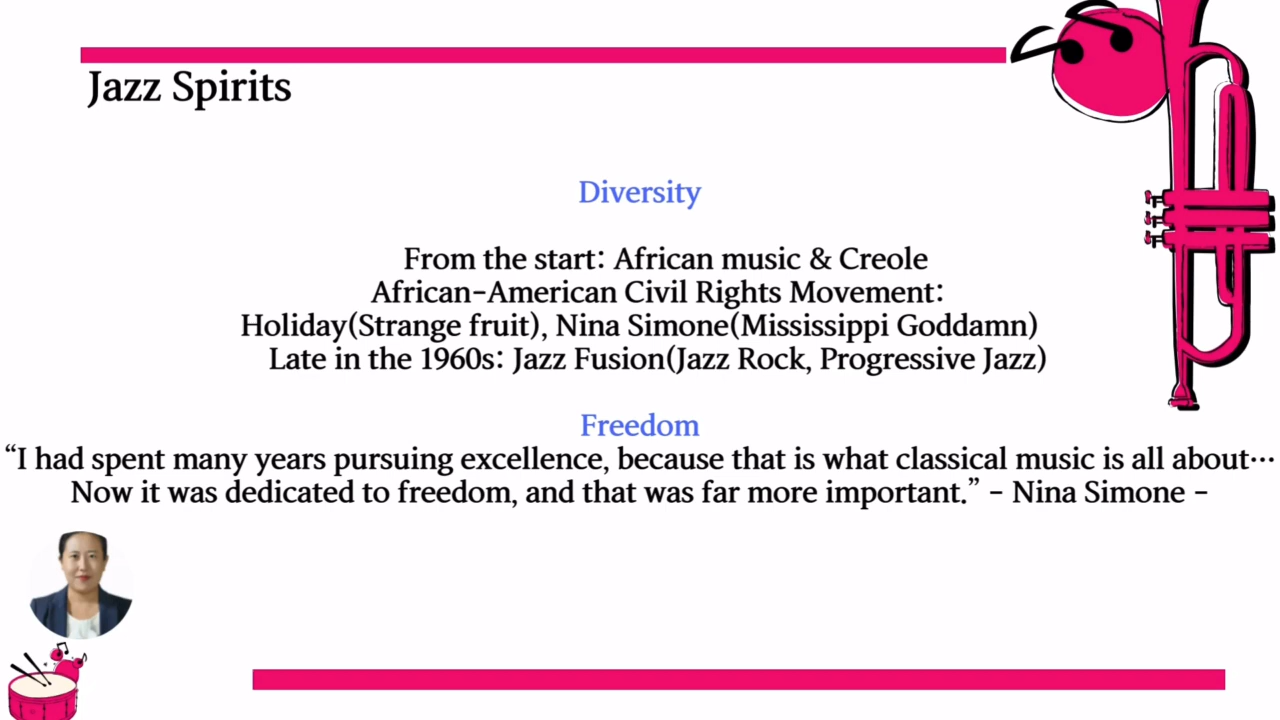 Jazz Spirits
Diversity
From the start: African music & Creole
African-American Civil Rights Movement:
Holiday(Strange fruit), Nina Simone(Mississippi Goddamn)
Late in the 1960s: Jazz Fusion(Jazz Rock, Progressive Jazz)
Freedom
“I had spent many years pursuing excellence, because that is what classical music is all about…
Now it was dedicated to freedom, and that was far more important.” - Nina Simone -